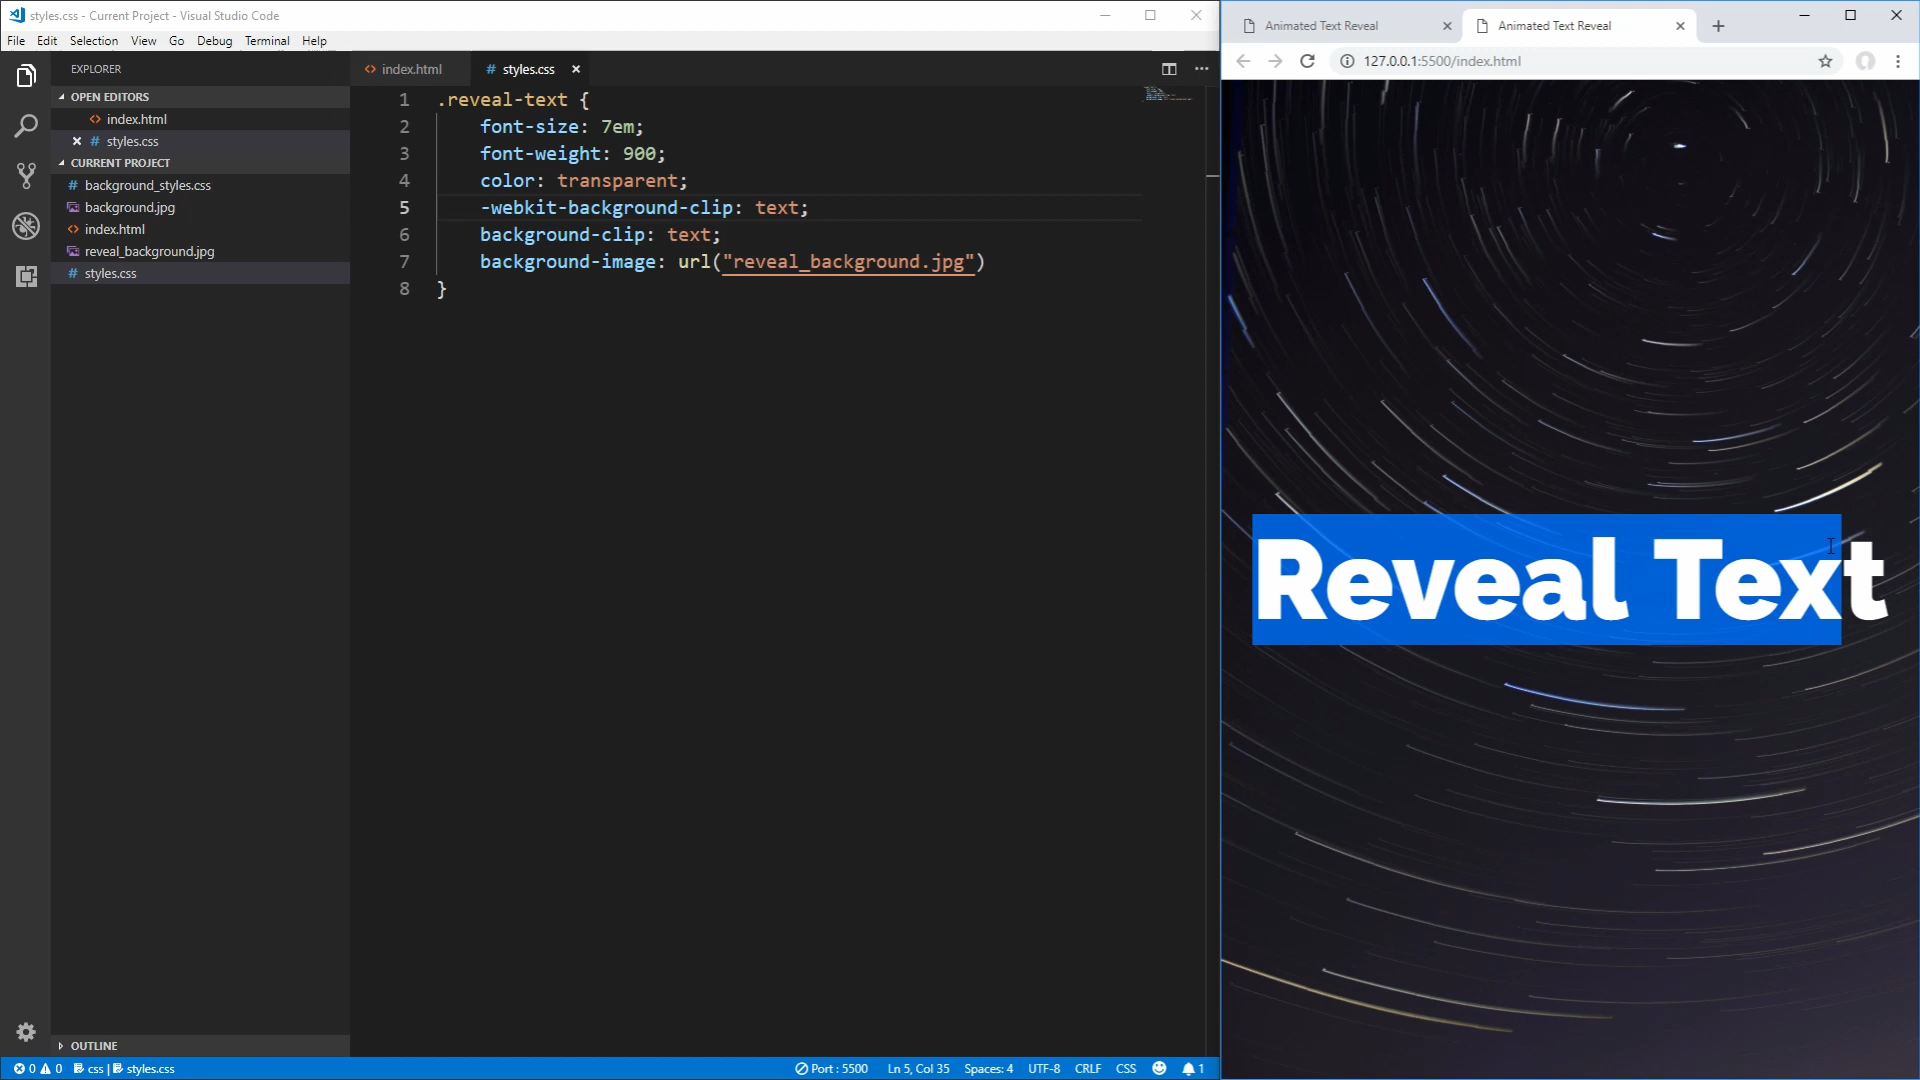 styles.css - Current Project - Visual Studio Code
File Edit Selection View Go Debug Terminal Help
EXPLORER
OPEN EDITORS
index.html
styles.css
CURRENT PROJECT
background_styles.css
background.jpg
index.html
reveal_background.jpg
styles.css
OUTLINE
index.html
styles.css
1 .reveal-text {
2 font-size: 7em;
3 font-weight: 900;
4 color: transparent;
5 -webkit-background-clip: text;
6 background-clip: text;
7 background-image: url("reveal_background.jpg")
8 }
0 0 css | styles.css
Port : 5500 Ln 5, Col 35 Spaces: 4 UTF-8 CRLF CSS 1
Animated Text Reveal
Animated Text Reveal
127.0.0.1:5500/index.html
Reveal Text